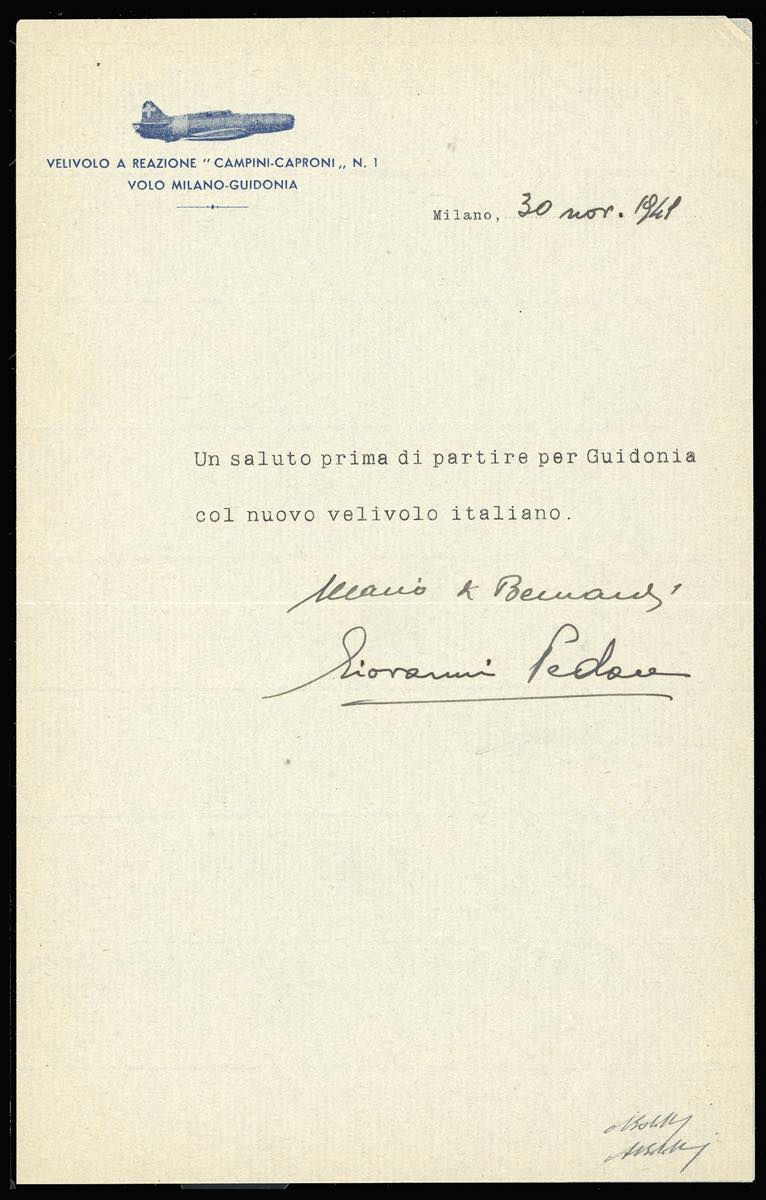 VELIVOLO A REAZIONE "CAMPINI-CAPRONI„ N. 1
VOLO MILANO-GUIDONIA
Milano, 30 nov. 1941
Un saluto prima di partire per Guidonia
col nuovo velivolo italiano.
Mario de Bernardi
Giovanni Pedace